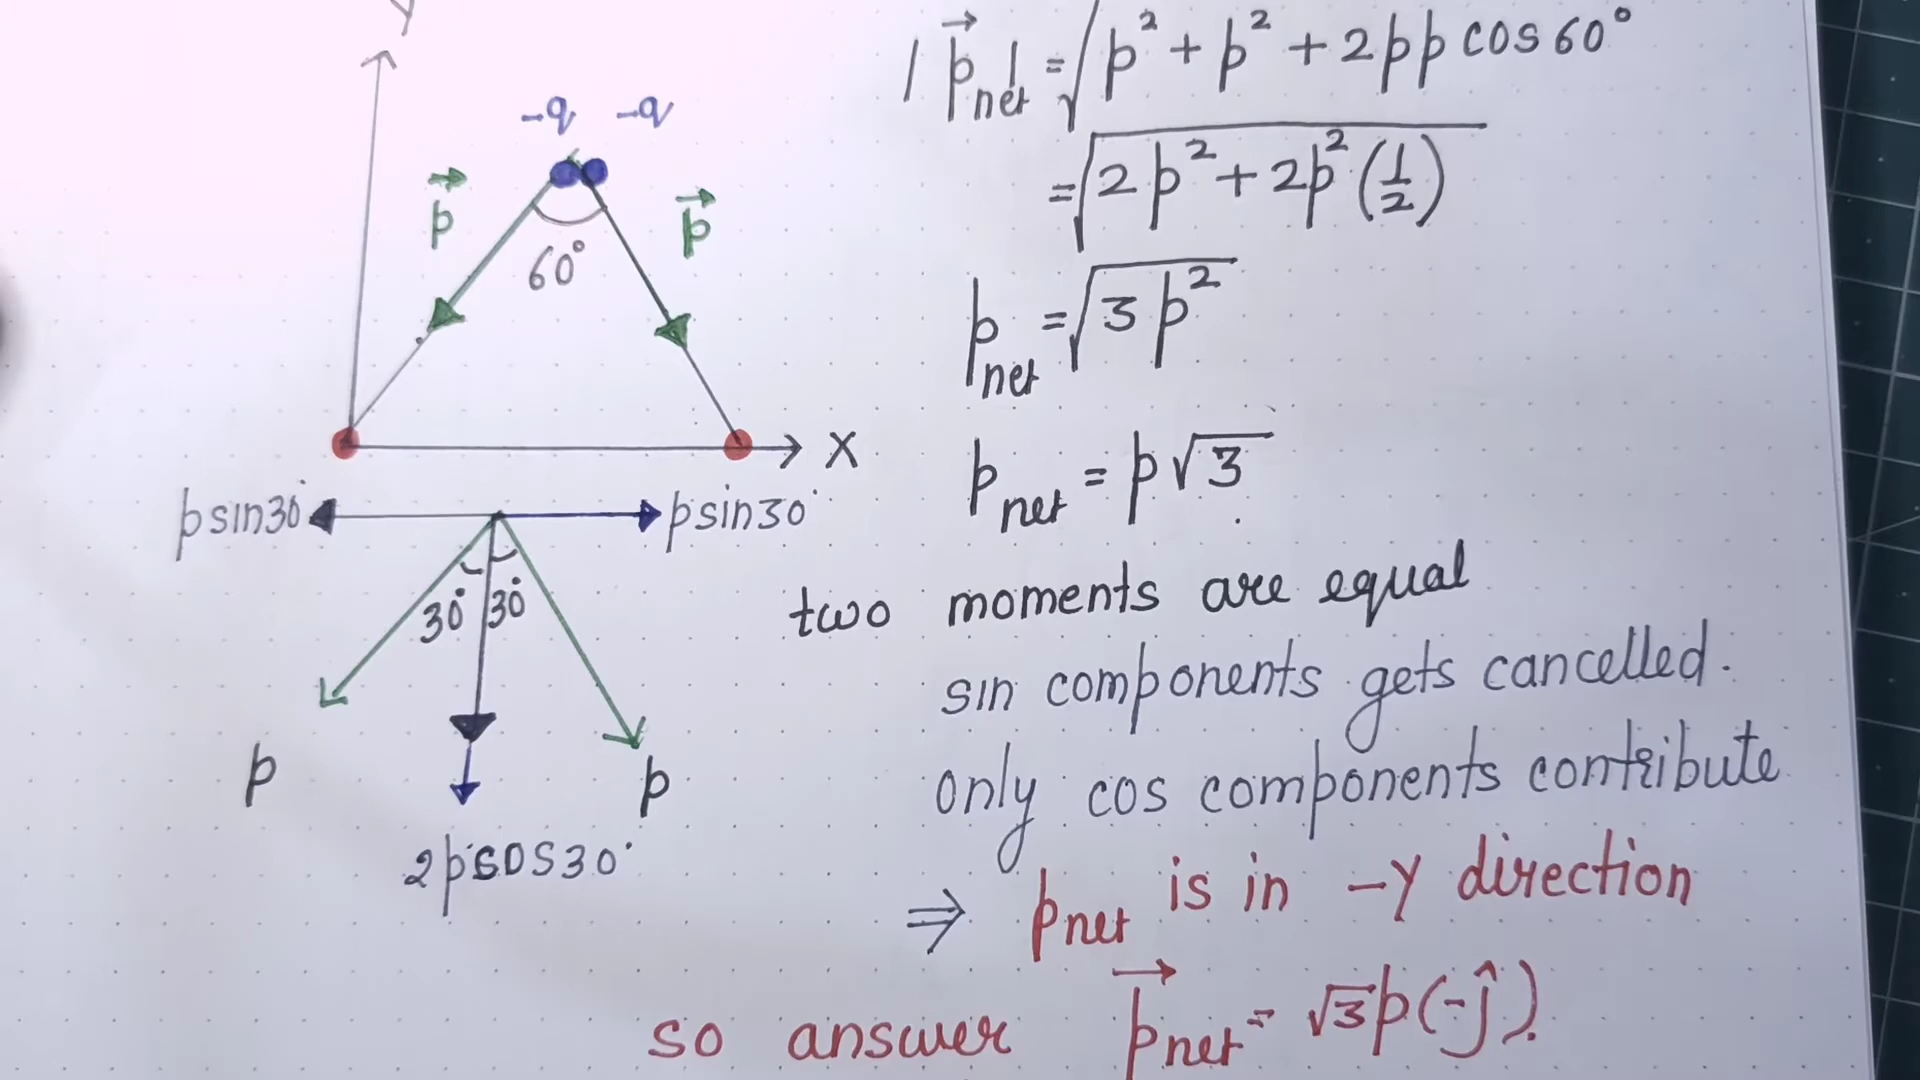 Y
-q -q
p⃗
p⃗
60°
X
psin30°
psin30°
30° 30°
p
p
2pcos30°
|p⃗net| = √p² + p² + 2pp cos60°
= √2p² + 2p² (1/2)
pnet = √3p²
pnet = p√3
two moments are equal
sin components gets cancelled.
only cos components contribute
⇒ pnet is in -Y direction
so answer p⃗net = √3p(-ĵ).